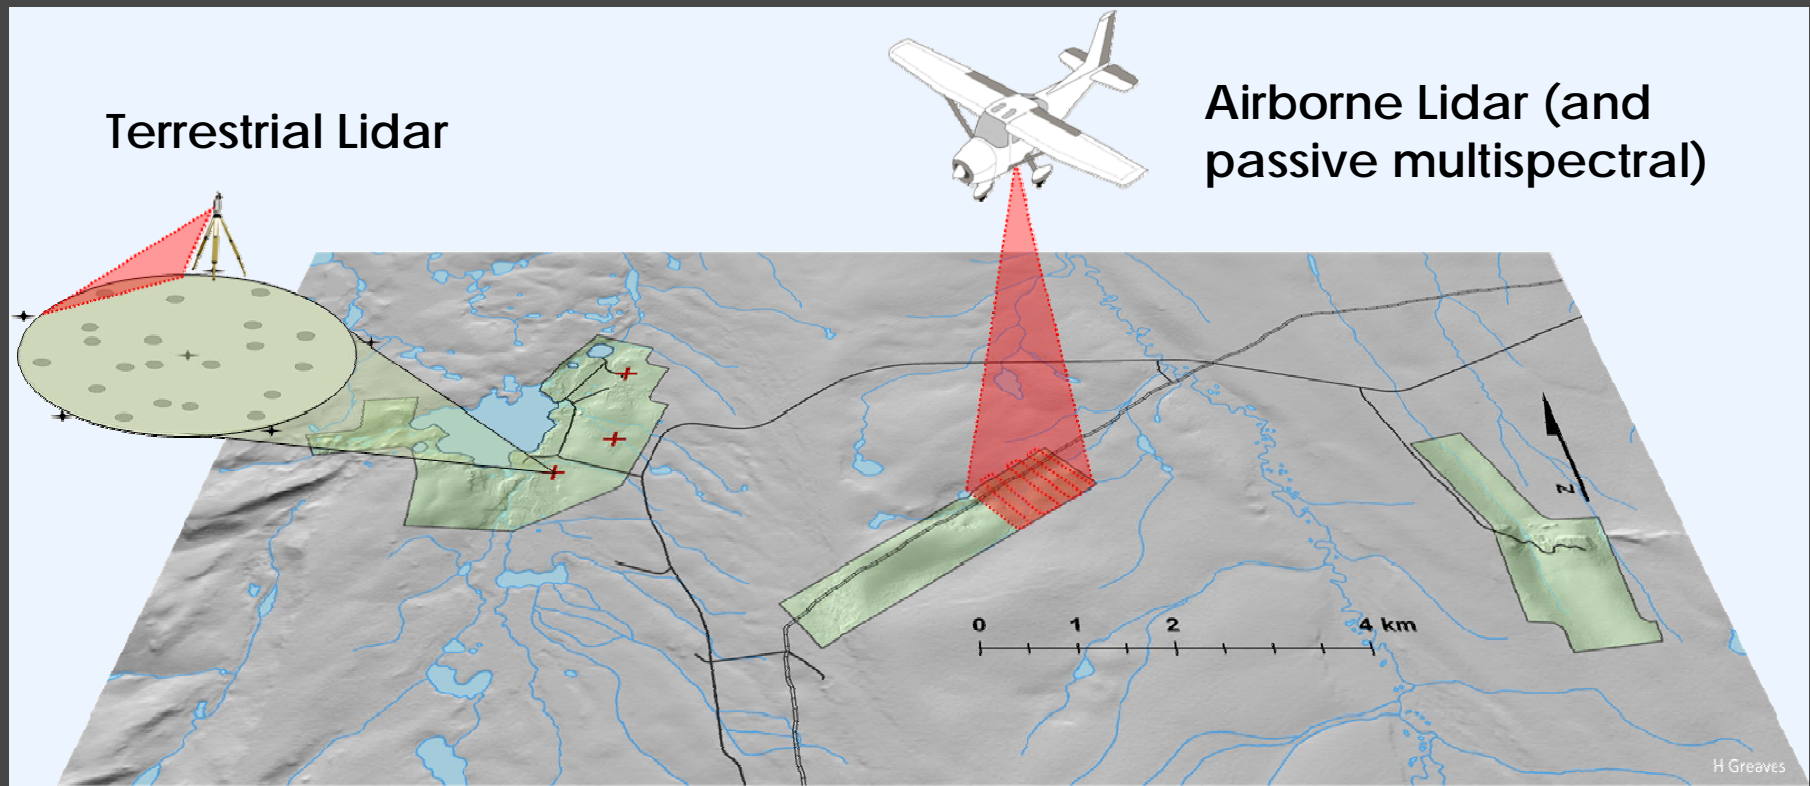 Terrestrial Lidar
Airborne Lidar (and
passive multispectral)
N
0 1 2 4 km
H Greaves